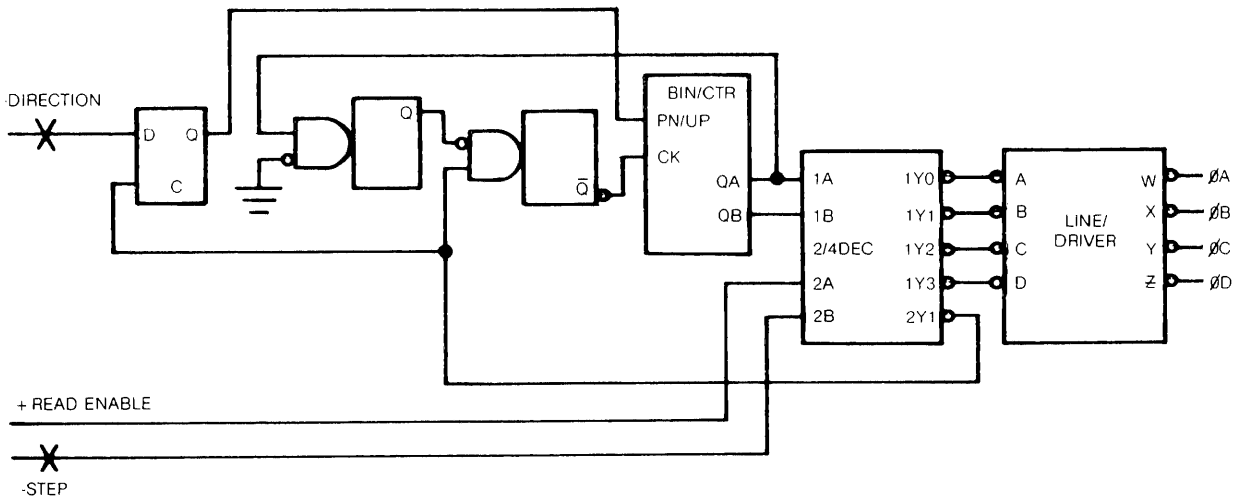 -DIRECTION
D Q
C
Q
Q̅
BIN/CTR
PN/UP
CK
QA
QB
1A 1Y0
1B 1Y1
2/4DEC 1Y2
2A 1Y3
2B 2Y1
A W
B X
LINE/
DRIVER
C Y
D Z
ØA
ØB
ØC
ØD
+ READ ENABLE
-STEP